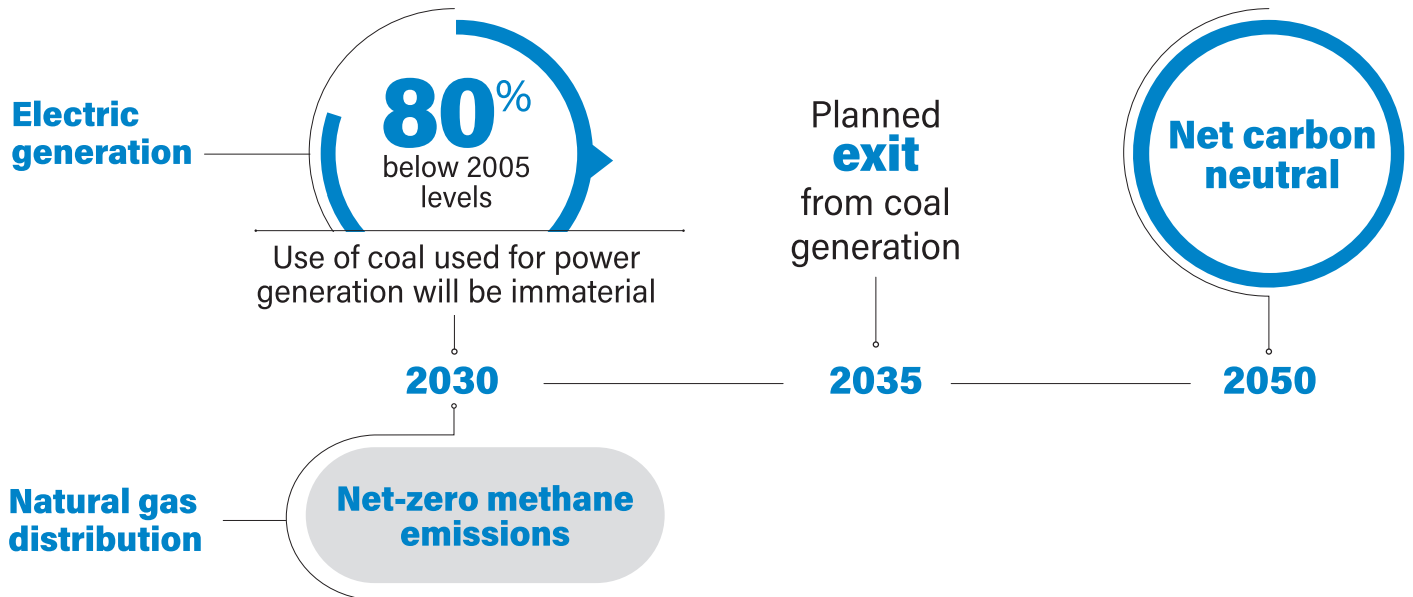 Electric
generation
80%
below 2005
levels
Use of coal used for power
generation will be immaterial
Planned
exit
from coal
generation
Net carbon
neutral
2030
2035
2050
Natural gas
distribution
Net-zero methane
emissions